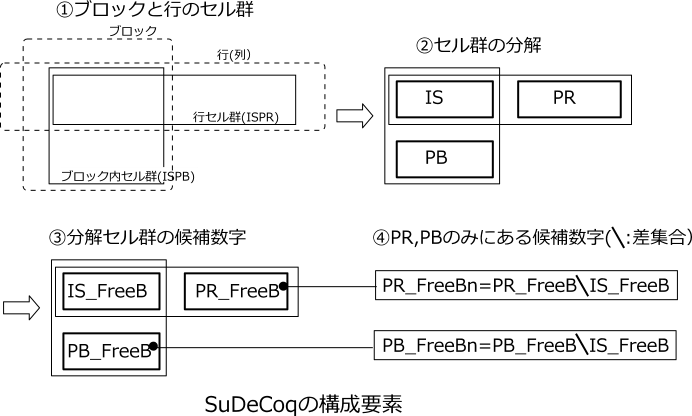 ①ブロックと行のセル群
ブロック
行(列)
行セル群(ISPR)
ブロック内セル群(ISPB)
②セル群の分解
IS
PR
PB
③分解セル群の候補数字
IS_FreeB
PR_FreeB
PB_FreeB
④PR,PBのみにある候補数字(\:差集合)
PR_FreeBn=PR_FreeB\IS_FreeB
PB_FreeBn=PB_FreeB\IS_FreeB
SuDeCoqの構成要素